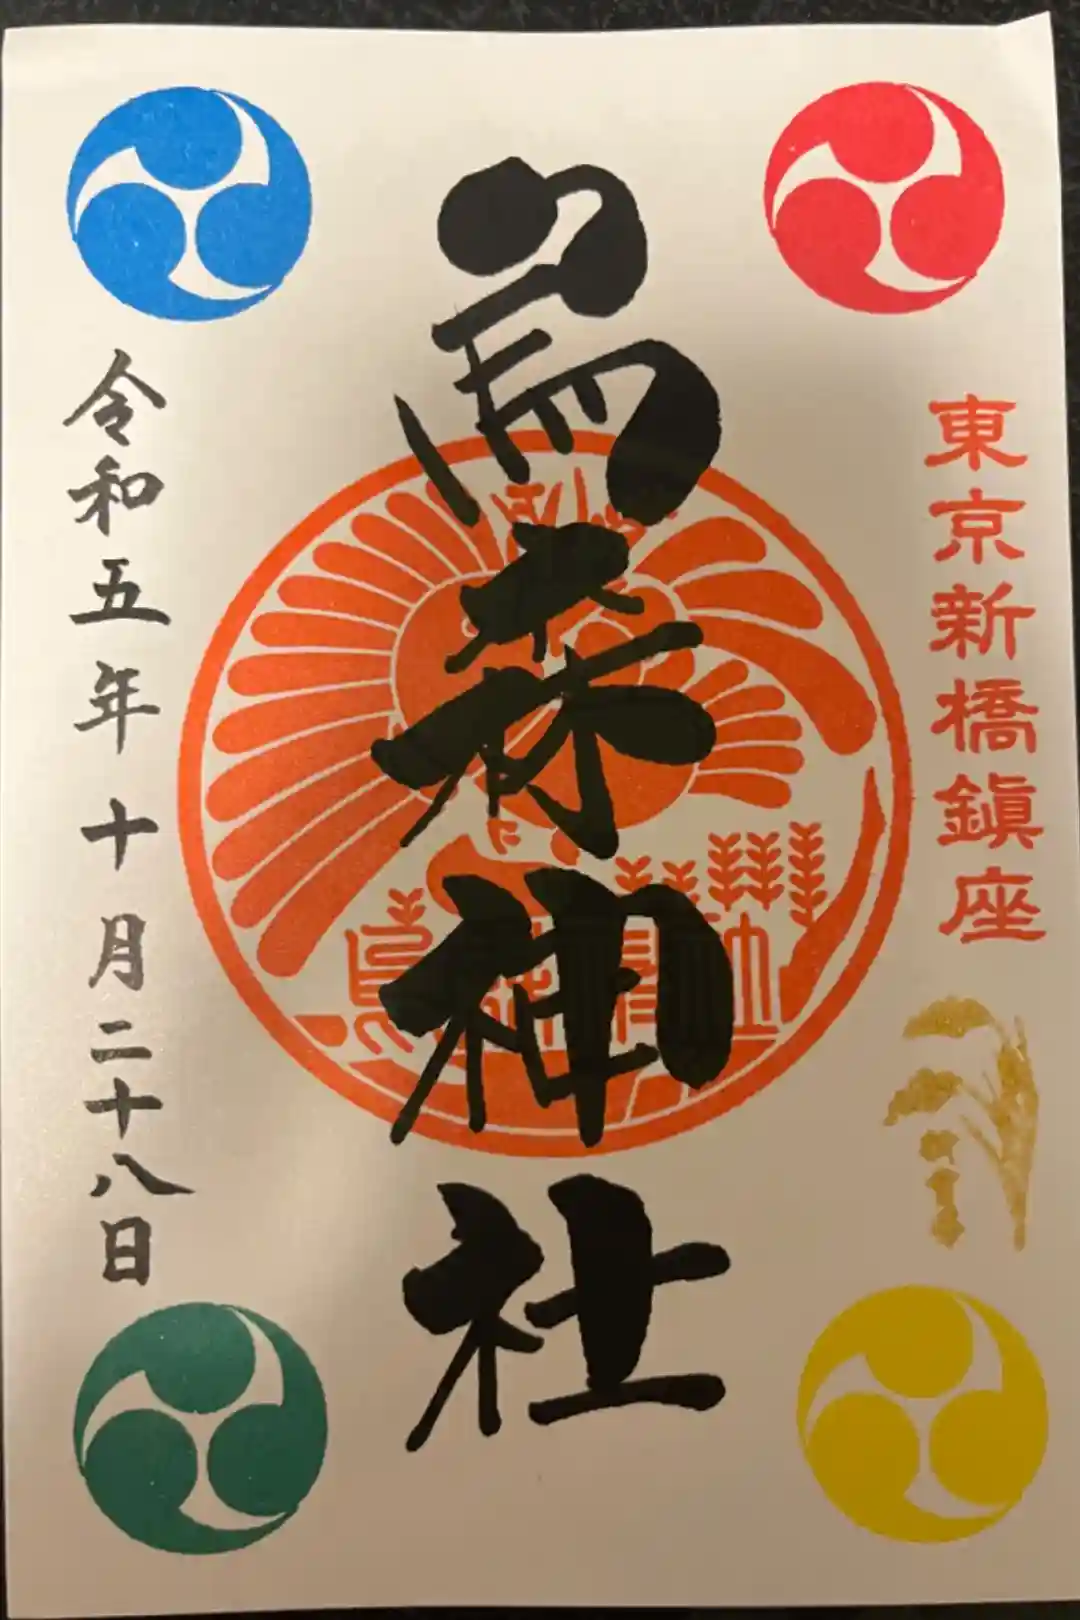 東京新橋鎮座
烏森神社
令和五年十月二十八日